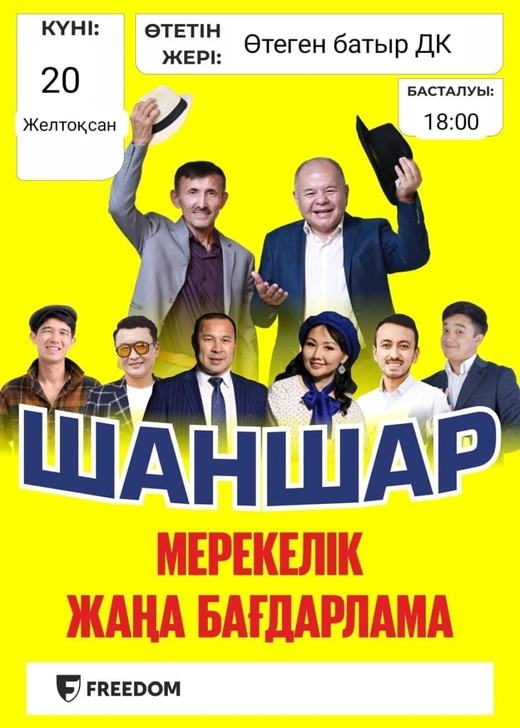 КҮНІ:
20
Желтоқсан
ӨТЕТІН
ЖЕРІ:
Өтеген батыр ДК
БАСТАЛУЫ:
18:00
ШАНШАР
МЕРЕКЕЛІК
ЖАҢА БАҒДАРЛАМА
FREEDOM